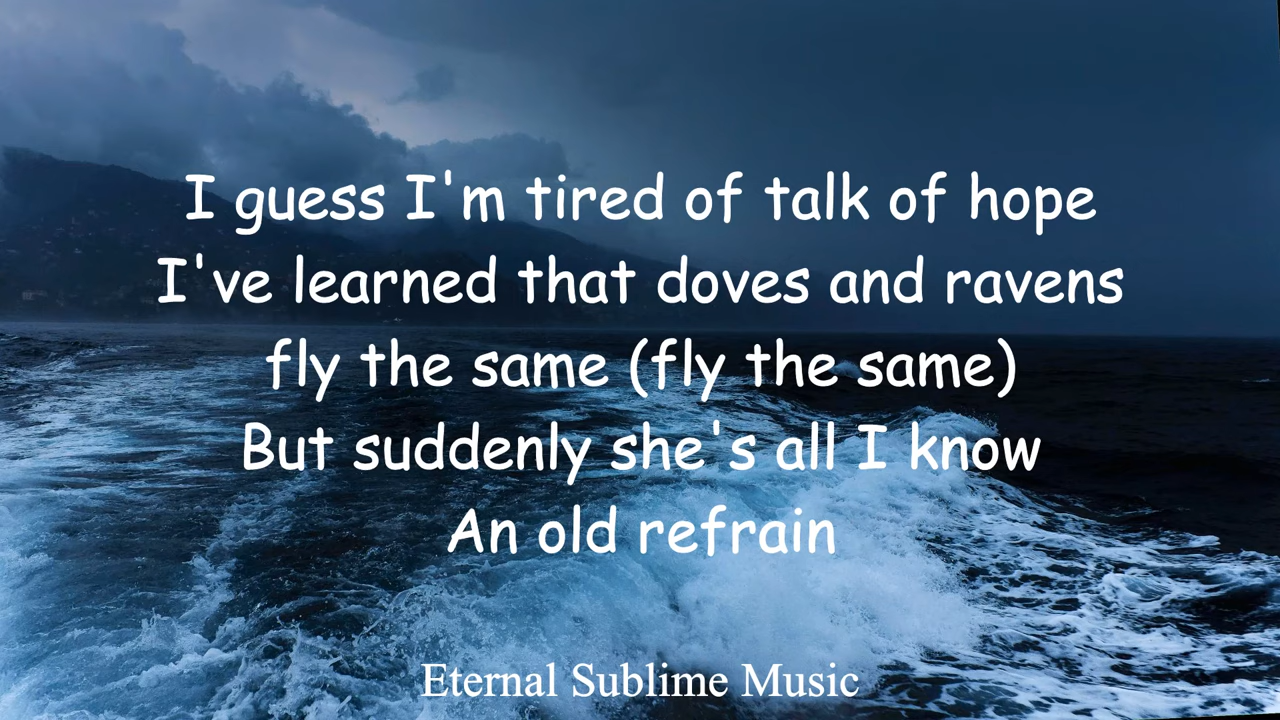 I guess I'm tired of talk of hope
I've learned that doves and ravens
fly the same (fly the same)
But suddenly she's all I know
An old refrain
Eternal Sublime Music